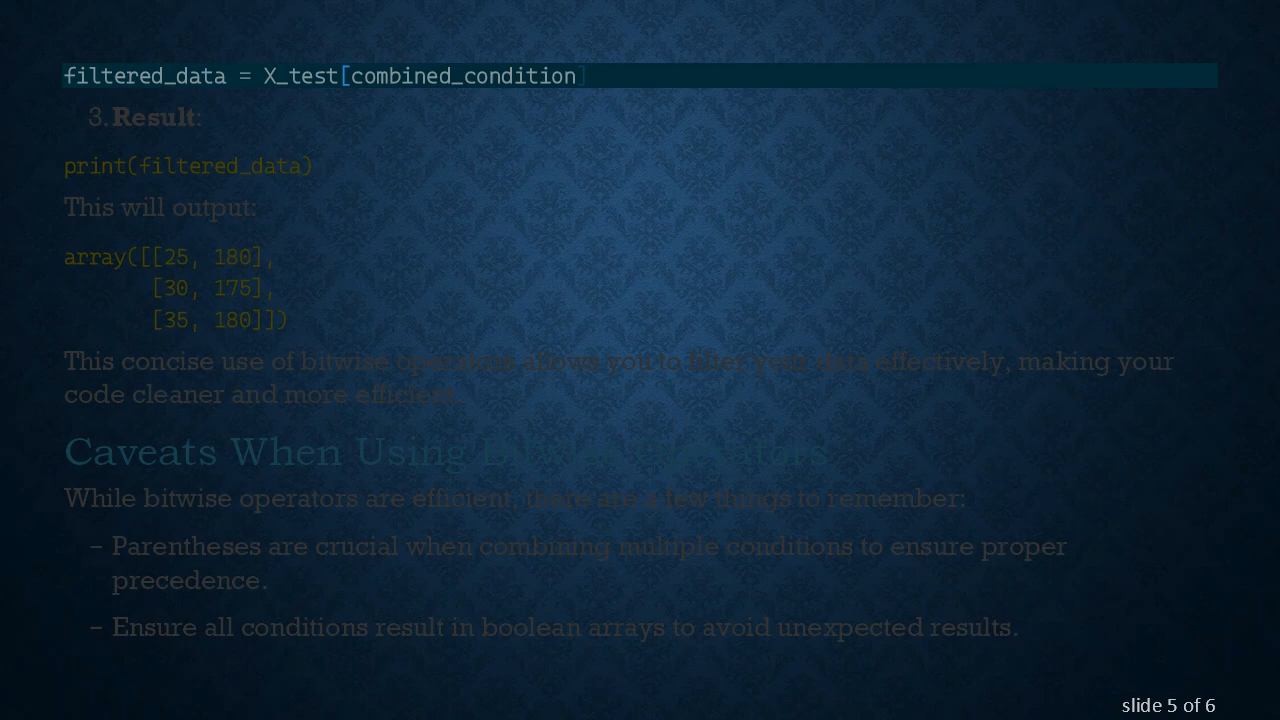 filtered_data = X_test[combined_condition]
3. Result:
print(filtered_data)
This will output:
array([[25, 180],
[30, 175],
[35, 180]])
This concise use of bitwise operators allows you to filter your data effectively, making your
code cleaner and more efficient.
Caveats When Using Bitwise Operators
While bitwise operators are efficient, there are a few things to remember:
– Parentheses are crucial when combining multiple conditions to ensure proper
precedence.
– Ensure all conditions result in boolean arrays to avoid unexpected results.
slide 5 of 6